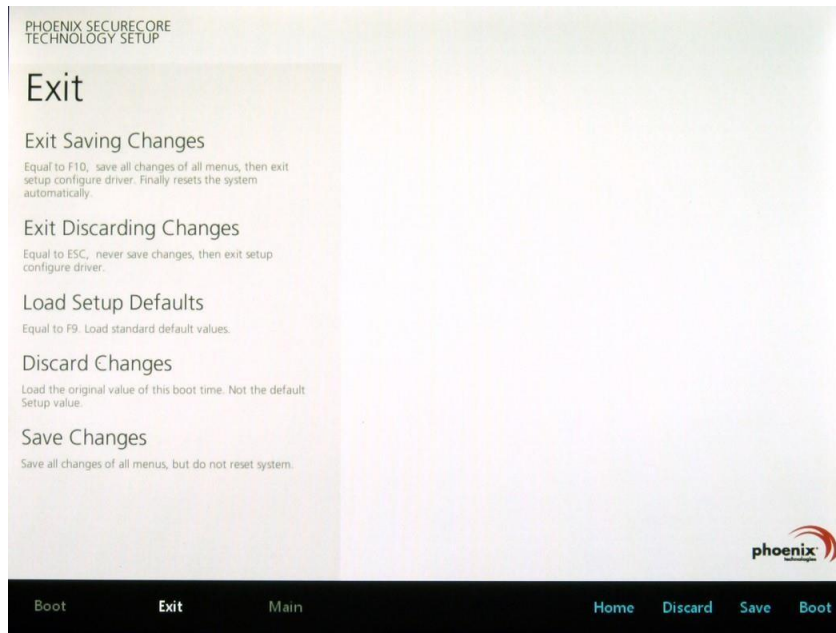 PHOENIX SECURECORE
TECHNOLOGY SETUP
Exit
Exit Saving Changes
Equal to F10, save all changes of all menus, then exit
setup configure driver. Finally resets the system
automatically.
Exit Discarding Changes
Equal to ESC, never save changes, then exit setup
configure driver.
Load Setup Defaults
Equal to F9. Load standard default values.
Discard Changes
Load the original value of this boot time. Not the default
Setup value.
Save Changes
Save all changes of all menus, but do not reset system.
phoenix
technologies
Boot Exit Main Home Discard Save Boot